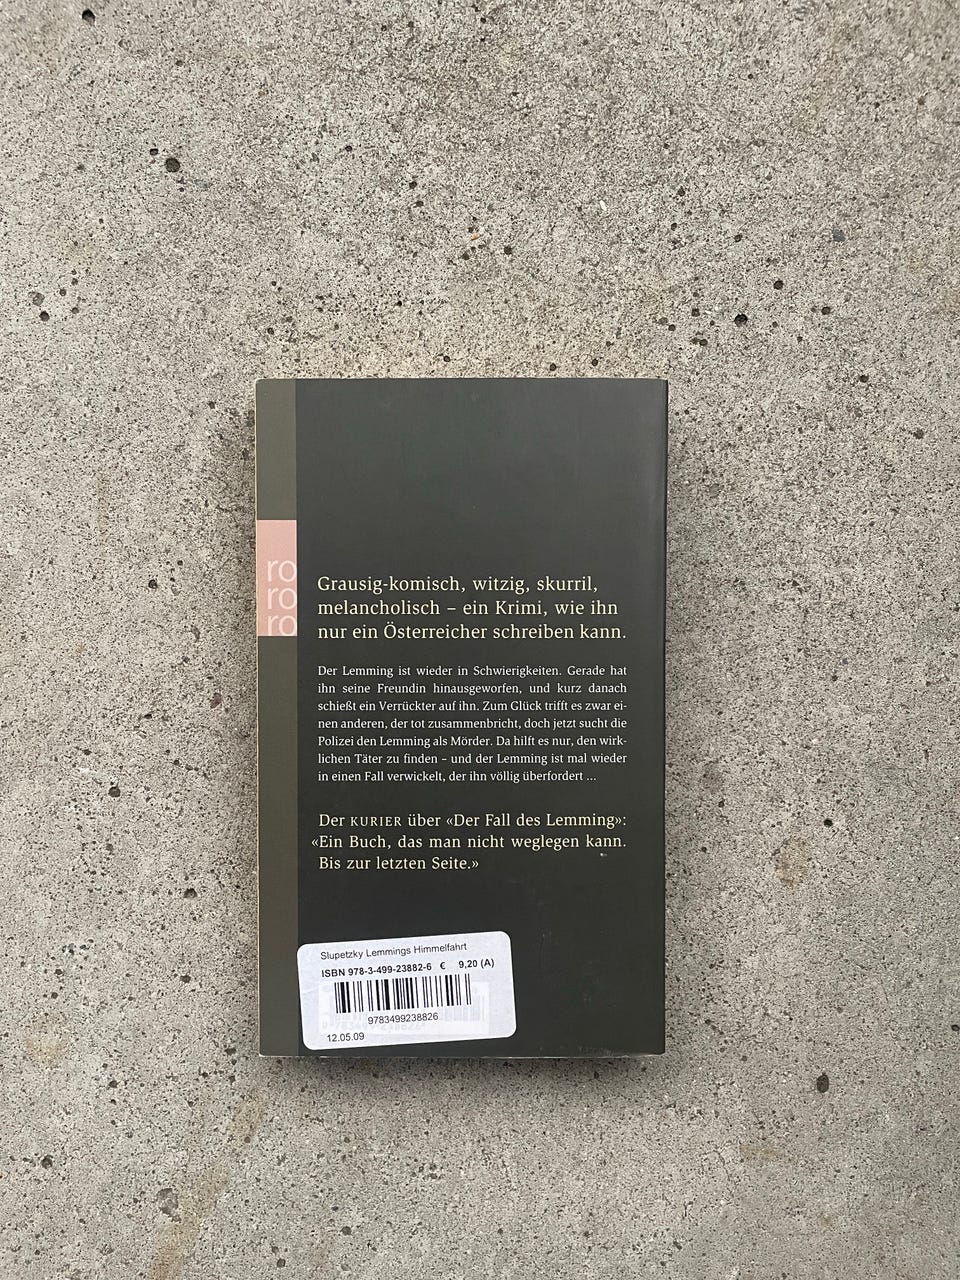 ro
ro
ro
Grausig-komisch, witzig, skurril,
melancholisch – ein Krimi, wie ihn
nur ein Österreicher schreiben kann.
Der Lemming ist wieder in Schwierigkeiten. Gerade hat
ihn seine Freundin hinausgeworfen, und kurz danach
schießt ein Verrückter auf ihn. Zum Glück trifft es zwar ei-
nen anderen, der tot zusammenbricht, doch jetzt sucht die
Polizei den Lemming als Mörder. Da hilft es nur, den wirk-
lichen Täter zu finden – und der Lemming ist mal wieder
in einen Fall verwickelt, der ihn völlig überfordert ...
Der KURIER über «Der Fall des Lemming»:
«Ein Buch, das man nicht weglegen kann.
Bis zur letzten Seite.»
Slupetzky Lemmings Himmelfahrt
ISBN 978-3-499-23882-6 € 9,20 (A)
9783499238826
12.05.09